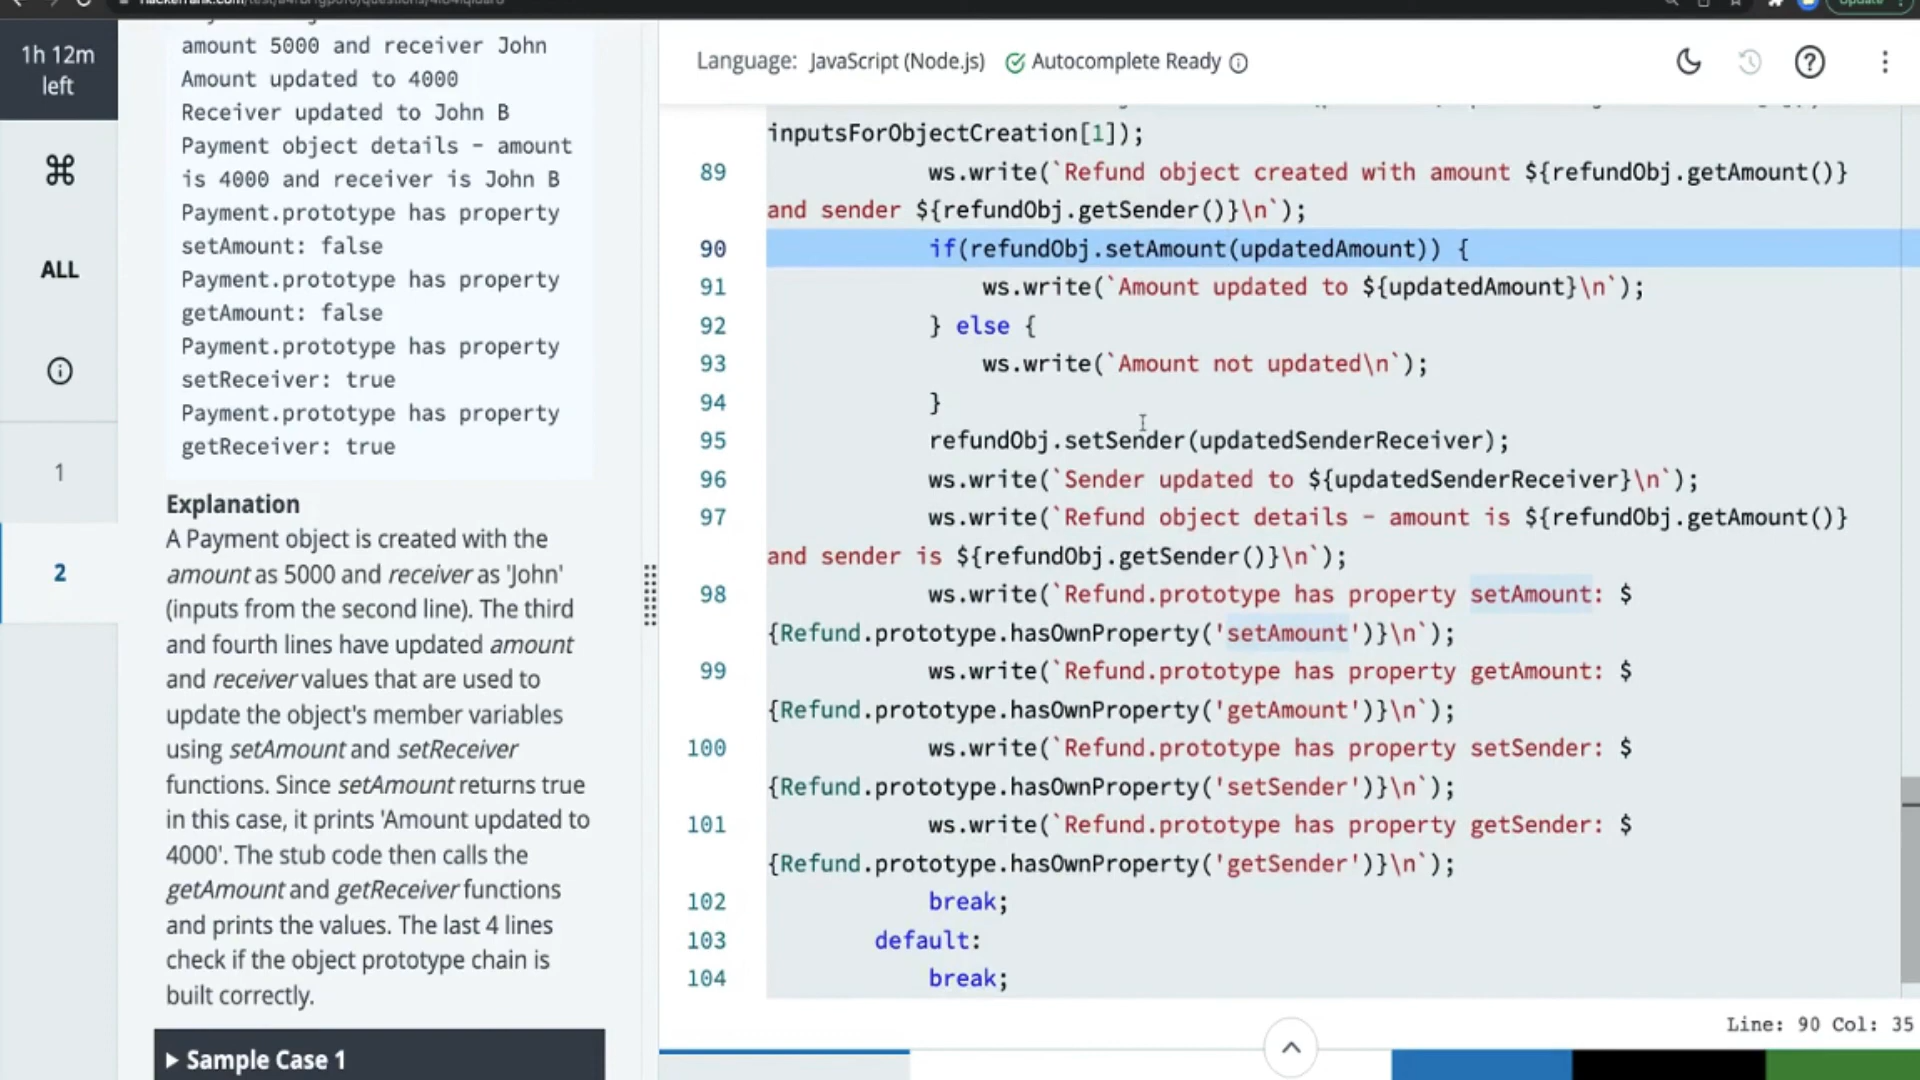 1h 12m
left
ALL
1
2
amount 5000 and receiver John
Amount updated to 4000
Receiver updated to John B
Payment object details - amount
is 4000 and receiver is John B
Payment.prototype has property
setAmount: false
Payment.prototype has property
getAmount: false
Payment.prototype has property
setReceiver: true
Payment.prototype has property
getReceiver: true
Explanation
A Payment object is created with the
amount as 5000 and receiver as 'John'
(inputs from the second line). The third
and fourth lines have updated amount
and receiver values that are used to
update the object's member variables
using setAmount and setReceiver
functions. Since setAmount returns true
in this case, it prints 'Amount updated to
4000'. The stub code then calls the
getAmount and getReceiver functions
and prints the values. The last 4 lines
check if the object prototype chain is
built correctly.
Sample Case 1
Language: JavaScript (Node.js) Autocomplete Ready
inputsForObjectCreation[1]);
89 ws.write(`Refund object created with amount ${refundObj.getAmount()}
and sender ${refundObj.getSender()}\n`);
90 if(refundObj.setAmount(updatedAmount)) {
91 ws.write(`Amount updated to ${updatedAmount}\n`);
92 } else {
93 ws.write(`Amount not updated\n`);
94 }
95 refundObj.setSender(updatedSenderReceiver);
96 ws.write(`Sender updated to ${updatedSenderReceiver}\n`);
97 ws.write(`Refund object details - amount is ${refundObj.getAmount()}
and sender is ${refundObj.getSender()}\n`);
98 ws.write(`Refund.prototype has property setAmount: $
{Refund.prototype.hasOwnProperty('setAmount')}\n`);
99 ws.write(`Refund.prototype has property getAmount: $
{Refund.prototype.hasOwnProperty('getAmount')}\n`);
100 ws.write(`Refund.prototype has property setSender: $
{Refund.prototype.hasOwnProperty('setSender')}\n`);
101 ws.write(`Refund.prototype has property getSender: $
{Refund.prototype.hasOwnProperty('getSender')}\n`);
102 break;
103 default:
104 break;
Line: 90 Col: 35